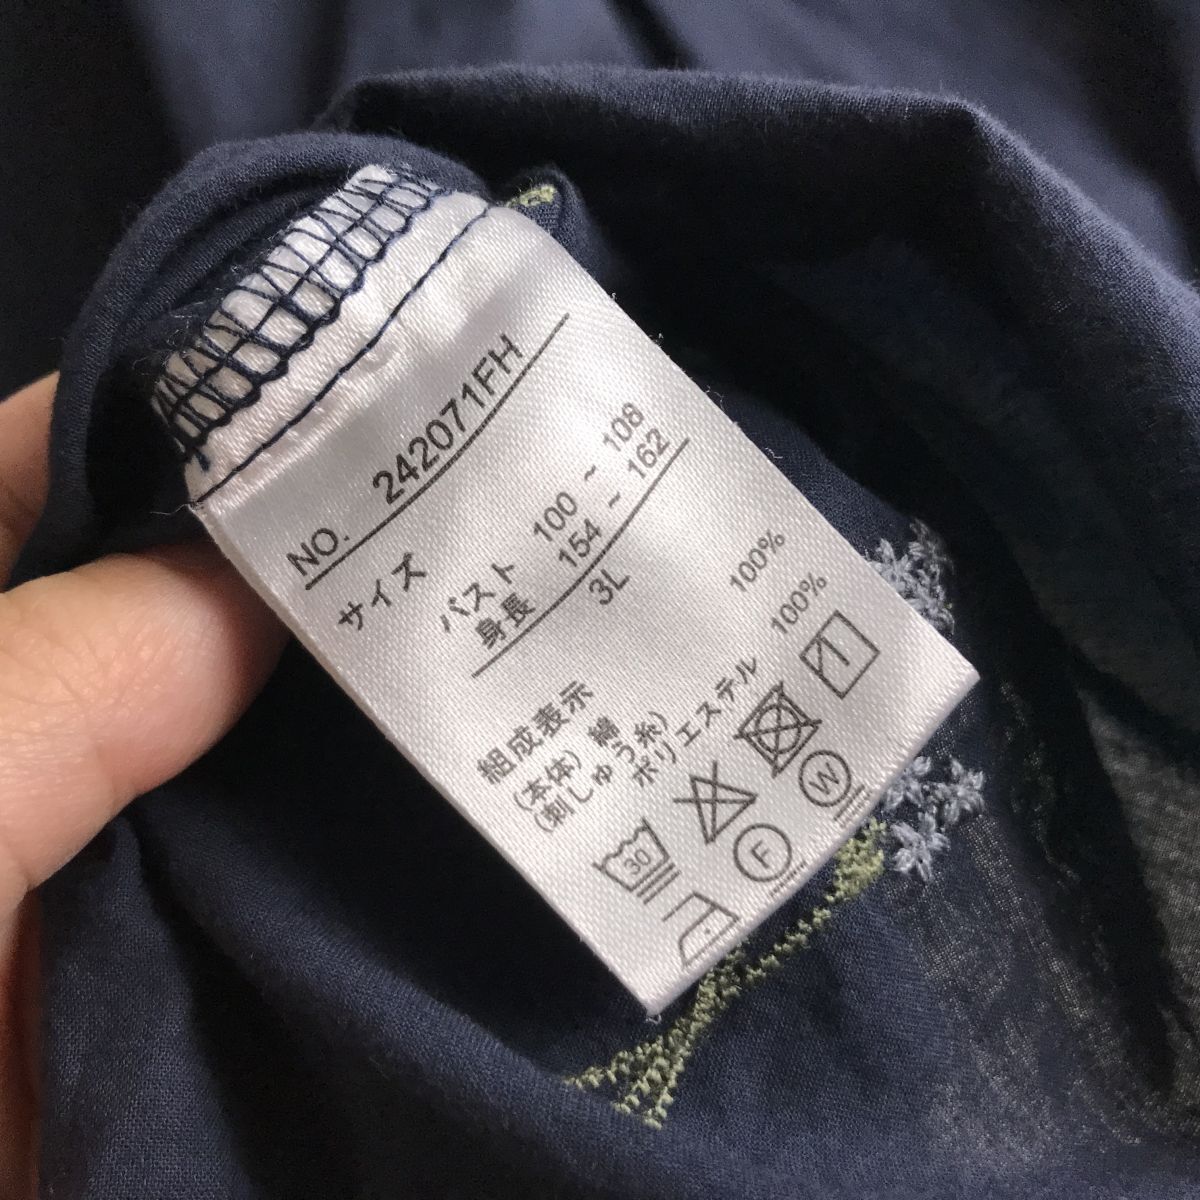 NO. 242071FH
サイズ
バスト 100 ~ 108
身長 154 ~ 162
3L
組成表示
(本体) 綿 100%
(刺しゅう糸)
ポリエステル 100%
30
F
W